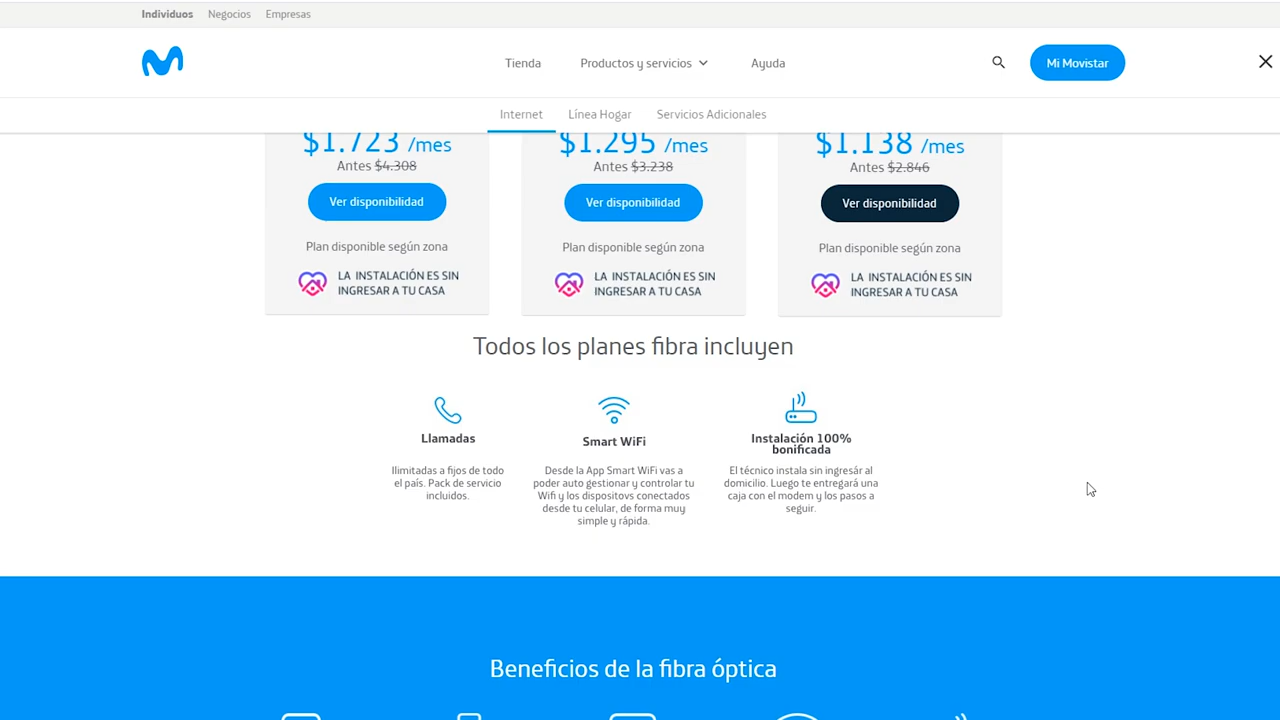 Individuos Negocios Empresas
Tienda Productos y servicios Ayuda Mi Movistar
Internet Línea Hogar Servicios Adicionales
$1.723 /mes $1.295 /mes $1.138 /mes
Antes $4.308 Antes $3.238 Antes $2.846
Ver disponibilidad Ver disponibilidad Ver disponibilidad
Plan disponible según zona Plan disponible según zona Plan disponible según zona
LA INSTALACIÓN ES SIN LA INSTALACIÓN ES SIN LA INSTALACIÓN ES SIN
INGRESAR A TU CASA INGRESAR A TU CASA INGRESAR A TU CASA
Todos los planes fibra incluyen
Llamadas
Ilimitadas a fijos de todo
el país. Pack de servicio
incluidos.
Smart WiFi
Desde la App Smart WiFi vas a
poder auto gestionar y controlar tu
Wifi y los dispositovs conectados
desde tu celular, de forma muy
simple y rápida.
Instalación 100%
bonificada
El técnico instala sin ingresár al
domicilio. Luego te entregará una
caja con el modem y los pasos a
seguir.
Beneficios de la fibra óptica